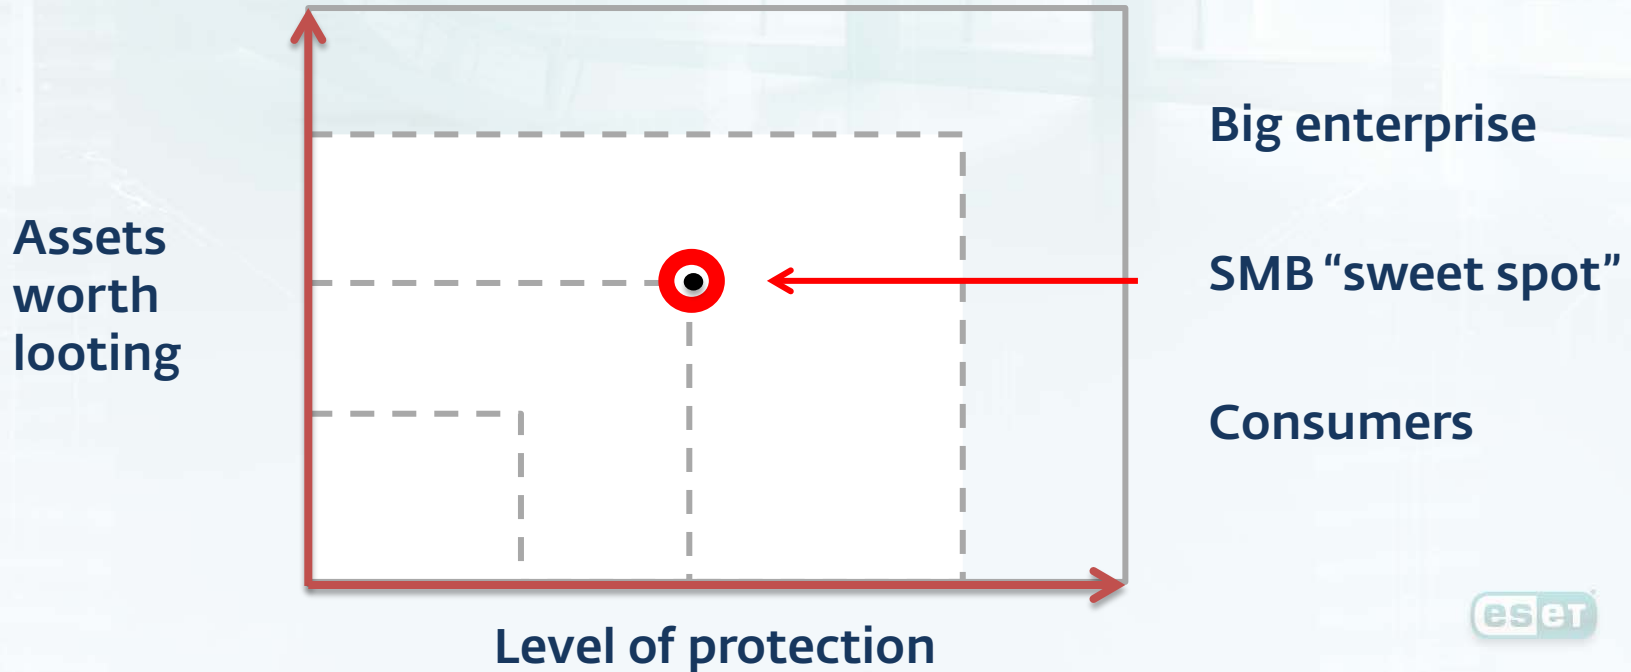 Big enterprise
Assets
worth
looting
SMB “sweet spot”
Consumers
Level of protection
eset